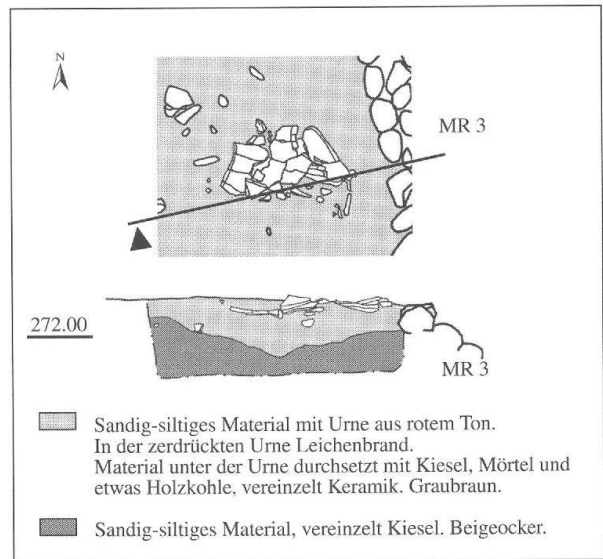 N
MR 3
272.00
MR 3
Sandig-siltiges Material mit Urne aus rotem Ton.
In der zerdrückten Urne Leichenbrand.
Material unter der Urne durchsetzt mit Kiesel, Mörtel und
etwas Holzkohle, vereinzelt Keramik. Graubraun.
Sandig-siltiges Material, vereinzelt Kiesel. Beigeocker.